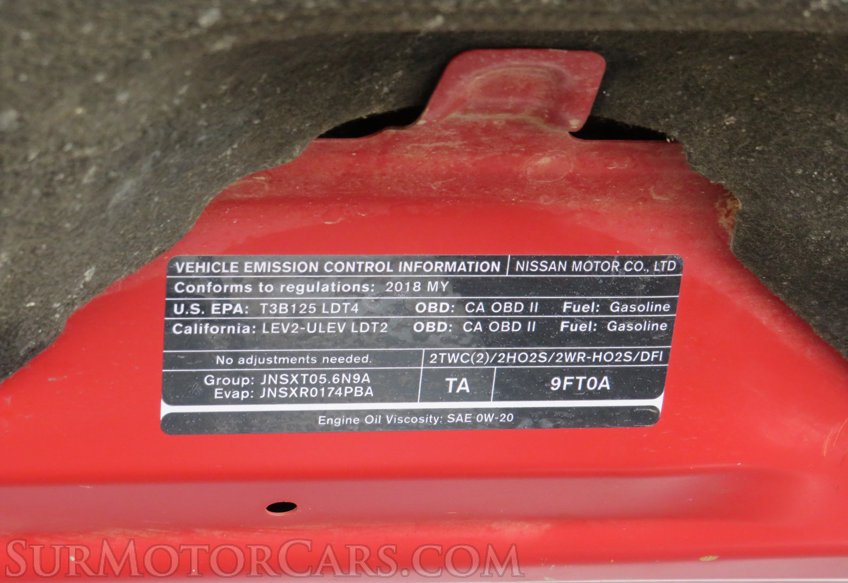 VEHICLE EMISSION CONTROL INFORMATION NISSAN MOTOR CO., LTD
Conforms to regulations: 2018 MY
U.S. EPA: T3B125 LDT4 OBD: CA OBD II Fuel: Gasoline
California: LEV2-ULEV LDT2 OBD: CA OBD II Fuel: Gasoline
No adjustments needed. 2TWC(2)/2HO2S/2WR-HO2S/DFI
Group: JNSXT05.6N9A TA 9FT0A
Evap: JNSXR0174PBA
Engine Oil Viscosity: SAE 0W-20
SURMOTORCARS.COM